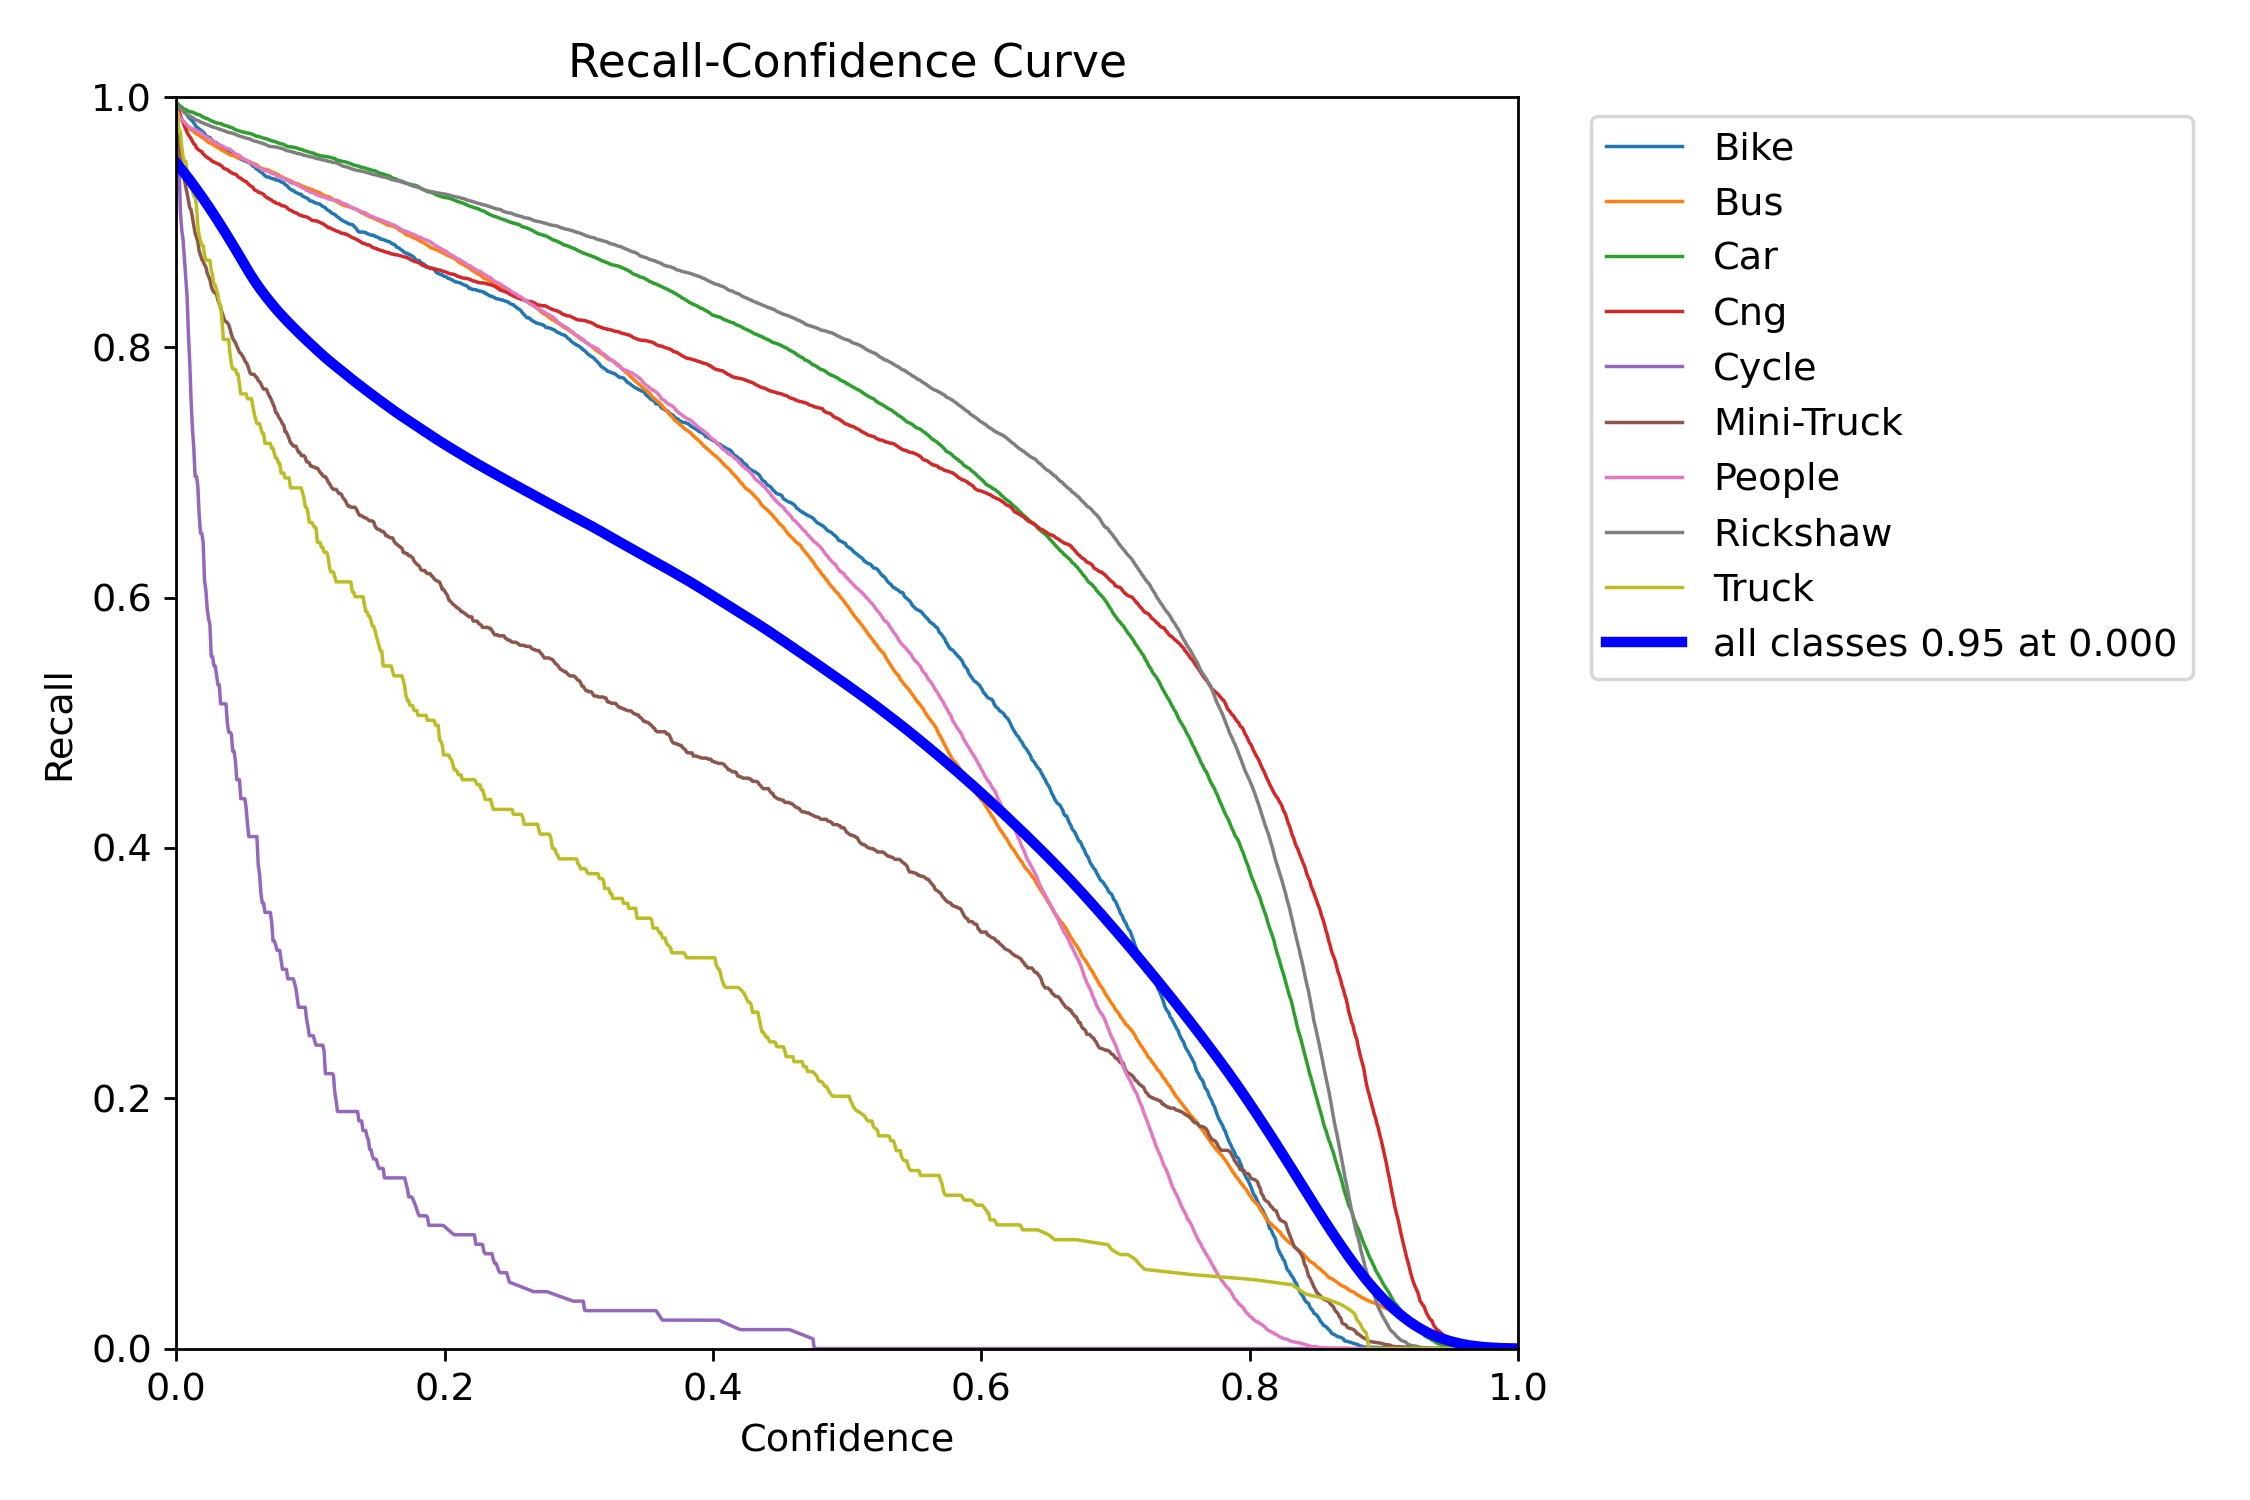 Recall-Confidence Curve
1.0
0.8
0.6
0.4
0.2
0.0
Recall
0.0 0.2 0.4 0.6 0.8 1.0
Confidence
Bike
Bus
Car
Cng
Cycle
Mini-Truck
People
Rickshaw
Truck
all classes 0.95 at 0.000